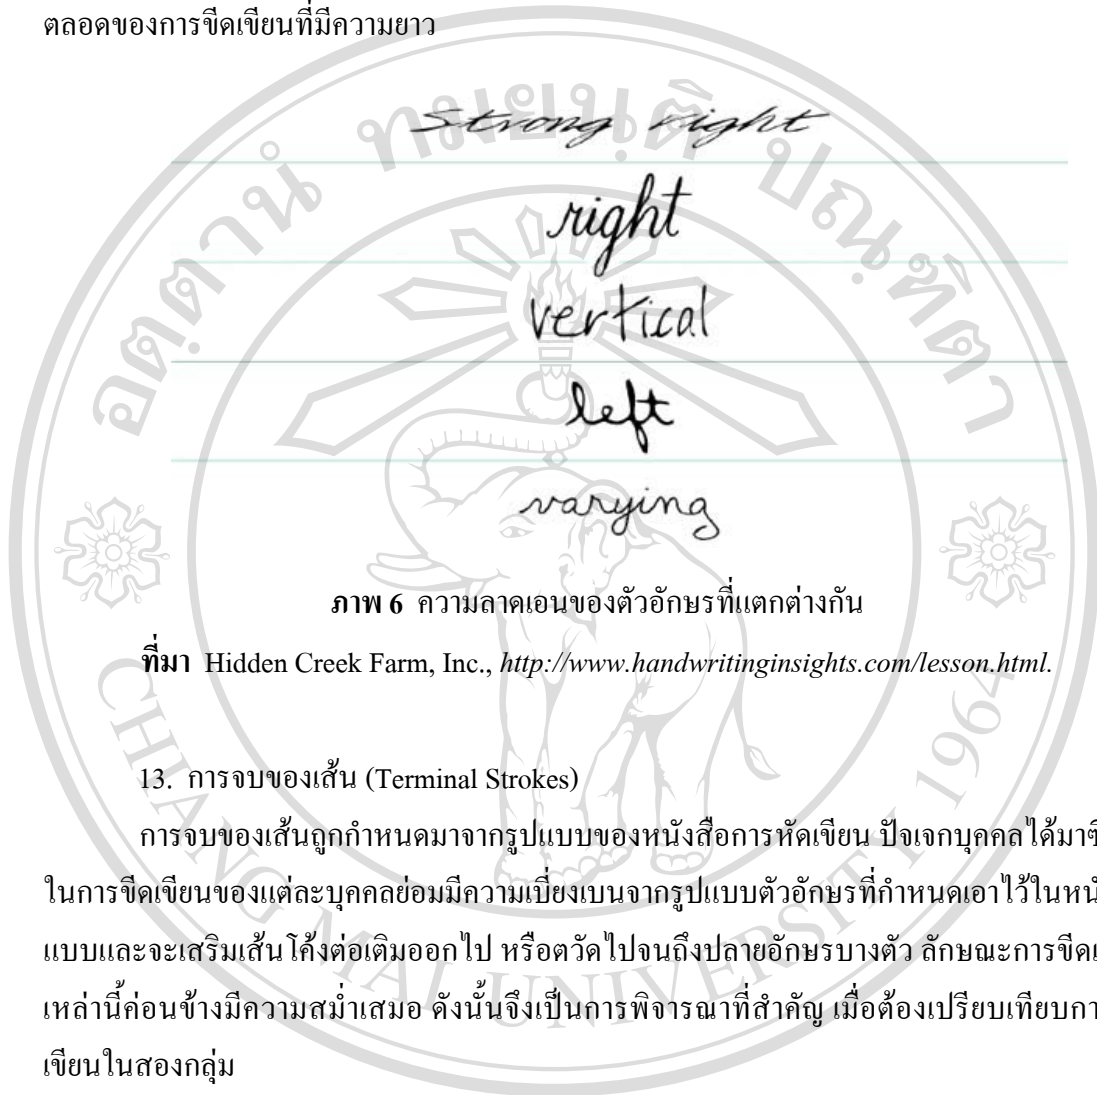 ตลอดของการขีดเขียนที่มีความยาว
Strong right
right
vertical
left
varying
ภาพ 6 ความลาดเอนของตัวอักษรที่แตกต่างกัน
ที่มา Hidden Creek Farm, Inc., http://www.handwritinginsights.com/lesson.html.
13. การจบของเส้น (Terminal Strokes)
การจบของเส้นถูกกำหนดมาจากรูปแบบของหนังสือการหัดเขียน ปัจเจกบุคคลได้มาซึ
ในการขีดเขียนของแต่ละบุคคลย่อมมีความเบี่ยงเบนจากรูปแบบตัวอักษรที่กำหนดเอาไว้ในหนั
แบบและจะเสริมเส้นโค้งต่อเติมออกไป หรือตวัดไปจนถึงปลายอักษรบางตัว ลักษณะการขีดเ
เหล่านี้ค่อนข้างมีความสม่ำเสมอ ดังนั้นจึงเป็นการพิจารณาที่สำคัญ เมื่อต้องเปรียบเทียบกา
เขียนในสองกลุ่ม
CHIANG MAI UNIVERSITY 1964